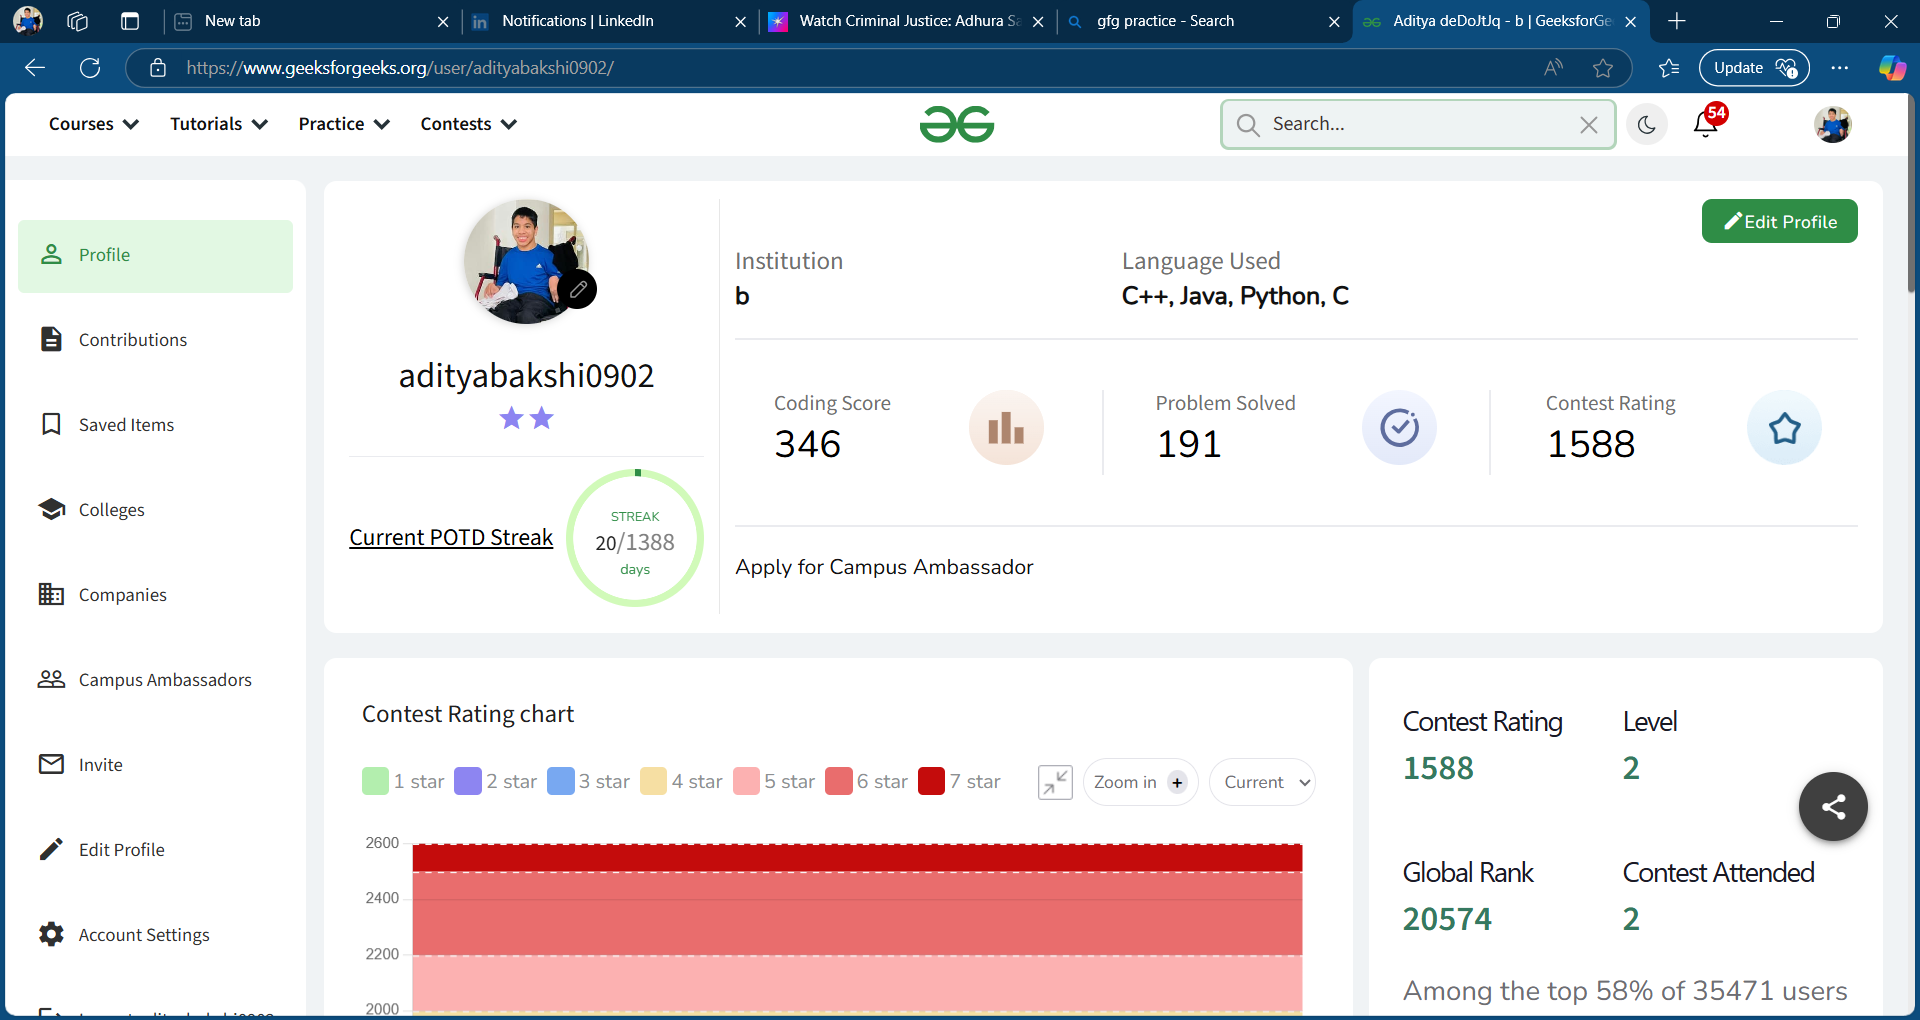 New tab
Notifications | LinkedIn
Watch Criminal Justice: Adhura Sa
gfg practice - Search
Aditya deDoJtJq - b | GeeksforGe
https://www.geeksforgeeks.org/user/adityabakshi0902/
Update
Courses
Tutorials
Practice
Contests
Search...
54
Profile
Contributions
Saved Items
Colleges
Companies
Campus Ambassadors
Invite
Edit Profile
Account Settings
adityabakshi0902
Current POTD Streak
STREAK
20/1388
days
Edit Profile
Institution
b
Language Used
C++, Java, Python, C
Coding Score
346
Problem Solved
191
Contest Rating
1588
Apply for Campus Ambassador
Contest Rating chart
1 star 2 star 3 star 4 star 5 star 6 star 7 star
Zoom in +
Current
2600
2400
2200
2000
Contest Rating
1588
Level
2
Global Rank
20574
Contest Attended
2
Among the top 58% of 35471 users